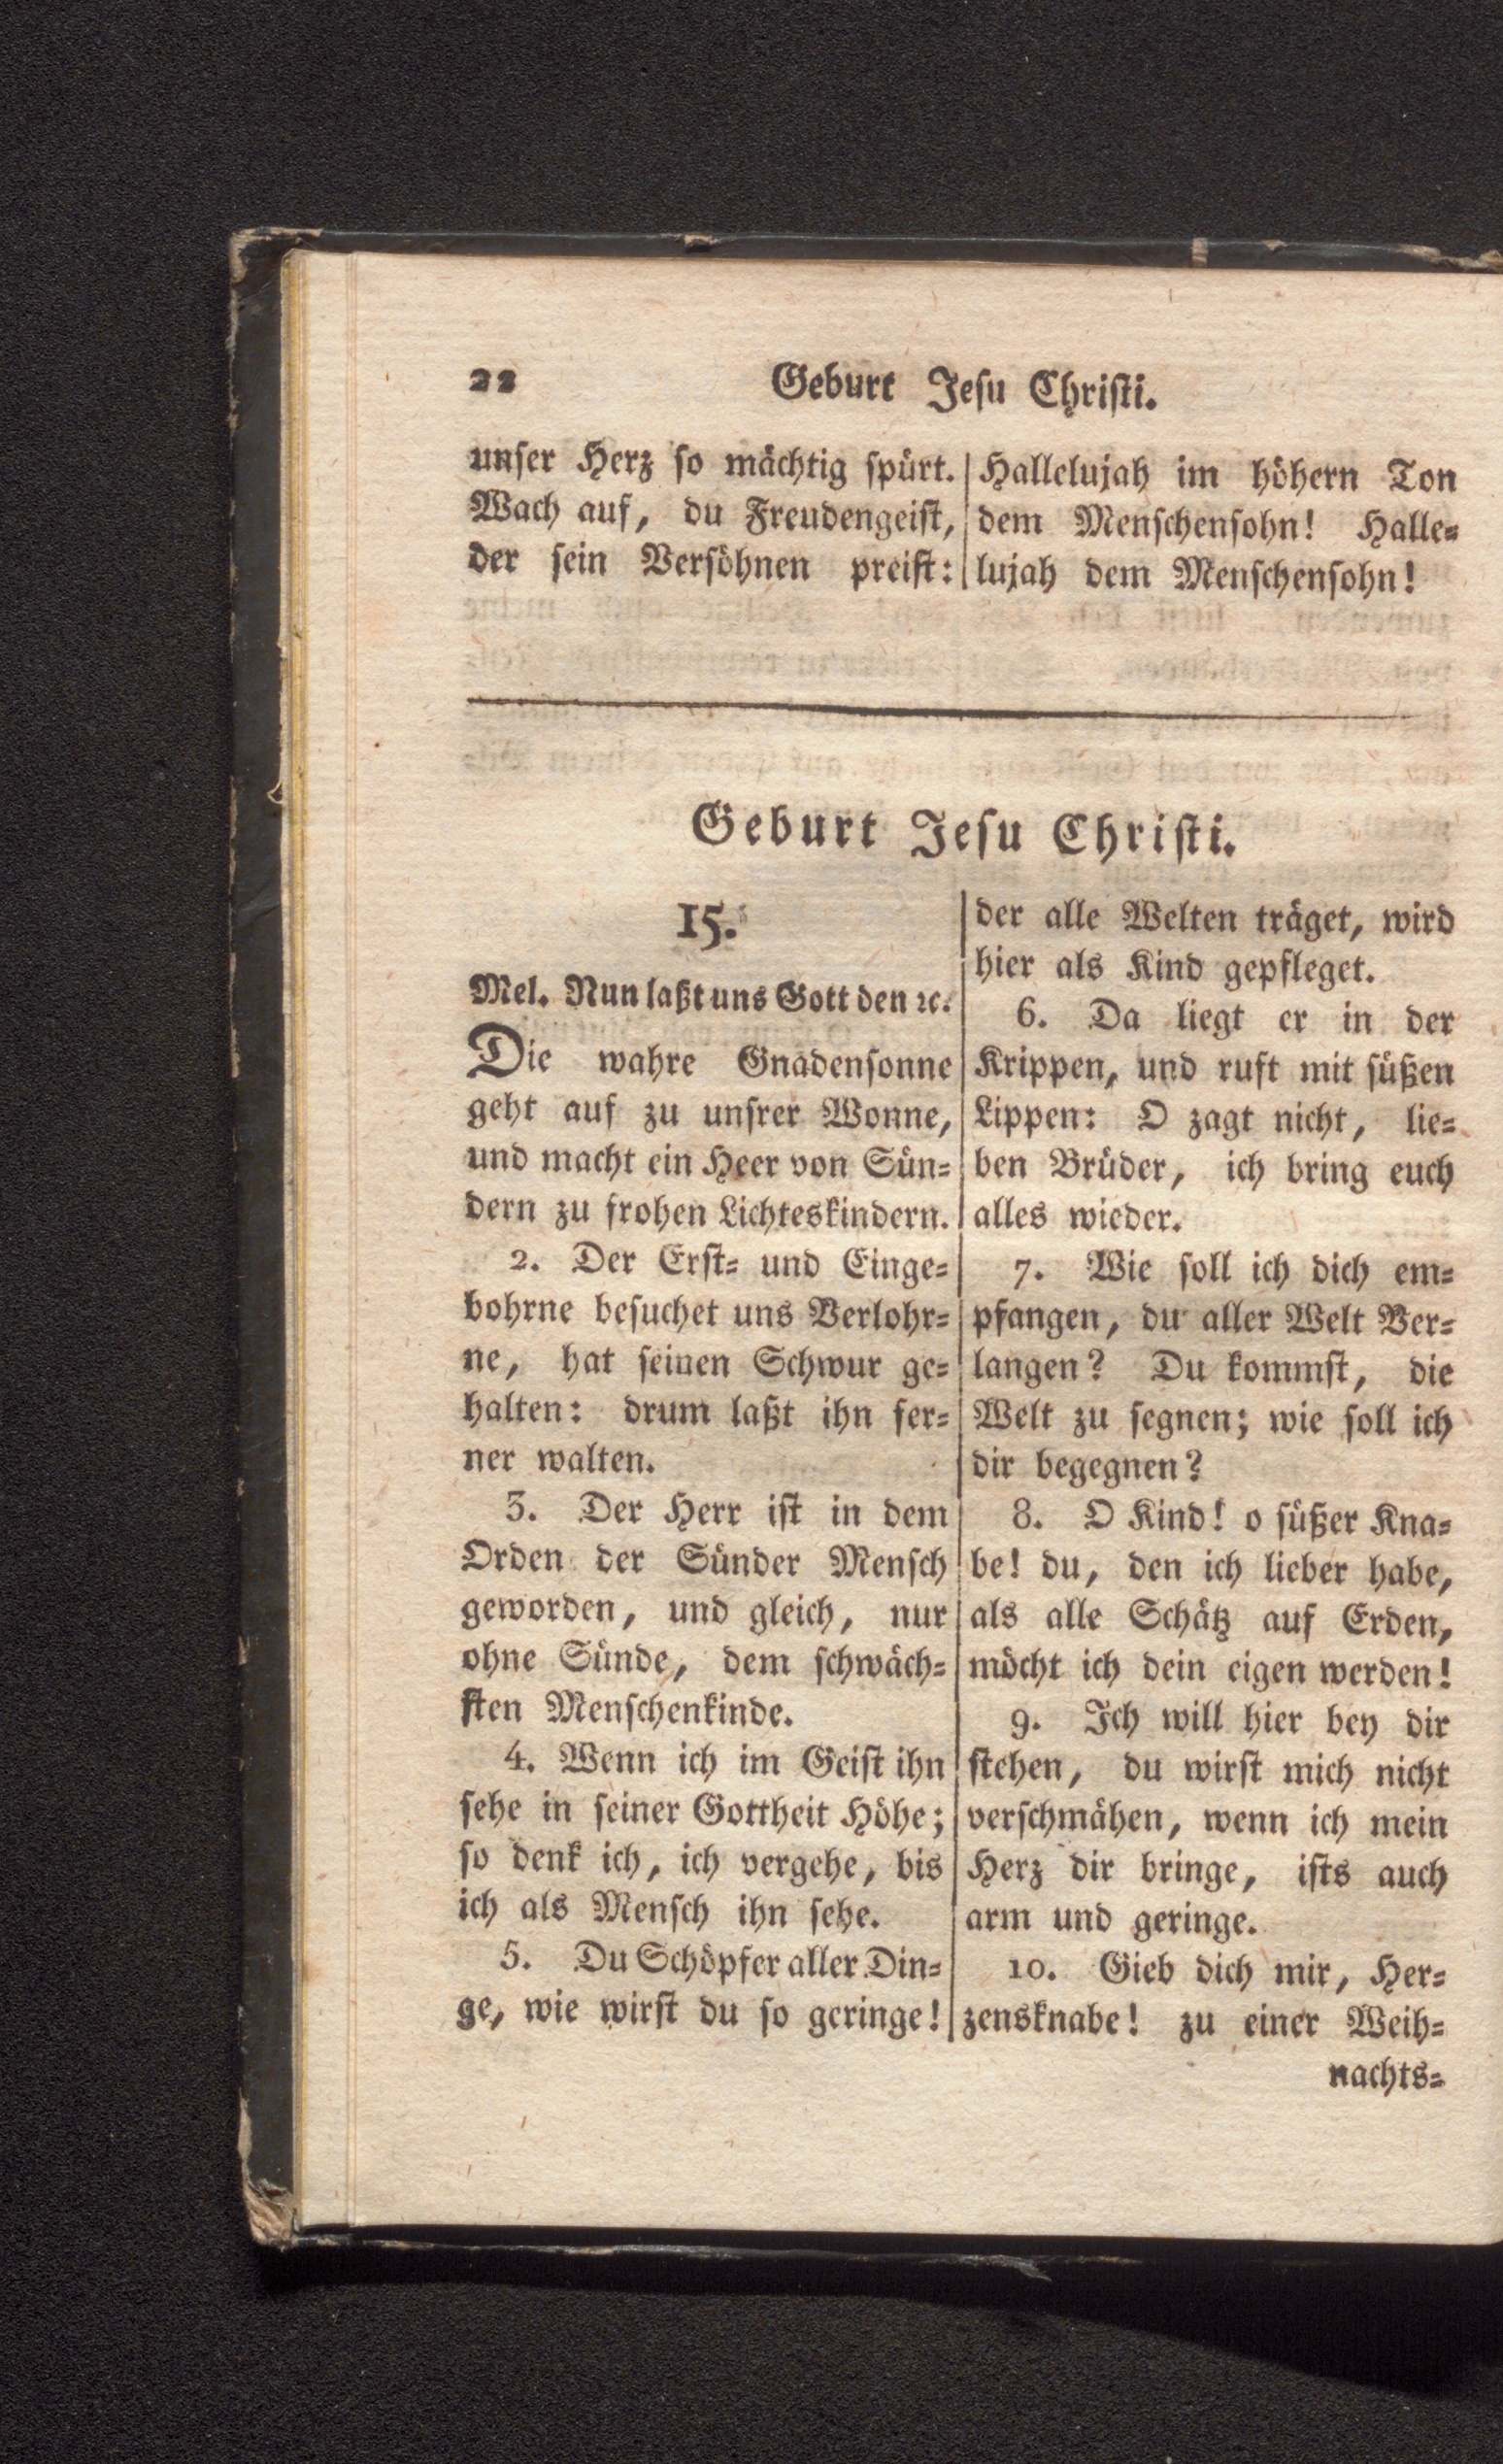 22 Geburt Jesu Christi.
unser Herz so mächtig spürt.
Wach auf, du Freudengeist,
der sein Versöhnen preist:
Hallelujah im höhern Ton
dem Menschensohn! Halle-
lujah dem Menschensohn!
Geburt Jesu Christi.
15.
Mel. Nun laßt uns Gott den ꝛc.
Die wahre Gnadensonne
geht auf zu unsrer Wonne,
und macht ein Heer von Sün-
dern zu frohen Lichteskindern.
2. Der Erst- und Einge-
bohrne besuchet uns Verlohr-
ne, hat seinen Schwur ge-
halten: drum laßt ihn fer-
ner walten.
3. Der Herr ist in dem
Orden der Sünder Mensch
geworden, und gleich, nur
ohne Sünde, dem schwäch-
sten Menschenkinde.
4. Wenn ich im Geist ihn
sehe in seiner Gottheit Höhe;
so denk ich, ich vergehe, bis
ich als Mensch ihn sehe.
5. Du Schöpfer aller Din-
ge, wie wirst du so geringe!
der alle Welten träget, wird
hier als Kind gepfleget.
6. Da liegt er in der
Krippen, und ruft mit süßen
Lippen: O zagt nicht, lie-
ben Brüder, ich bring euch
alles wieder.
7. Wie soll ich dich em-
pfangen, du aller Welt Ver-
langen? Du kommst, die
Welt zu segnen; wie soll ich
dir begegnen?
8. O Kind! o süßer Kna-
be! du, den ich lieber habe,
als alle Schätz auf Erden,
möcht ich dein eigen werden!
9. Ich will hier bey dir
stehen, du wirst mich nicht
verschmähen, wenn ich mein
Herz dir bringe, ists auch
arm und geringe.
10. Gieb dich mir, Her-
zensknabe! zu einer Weih-
nachts-